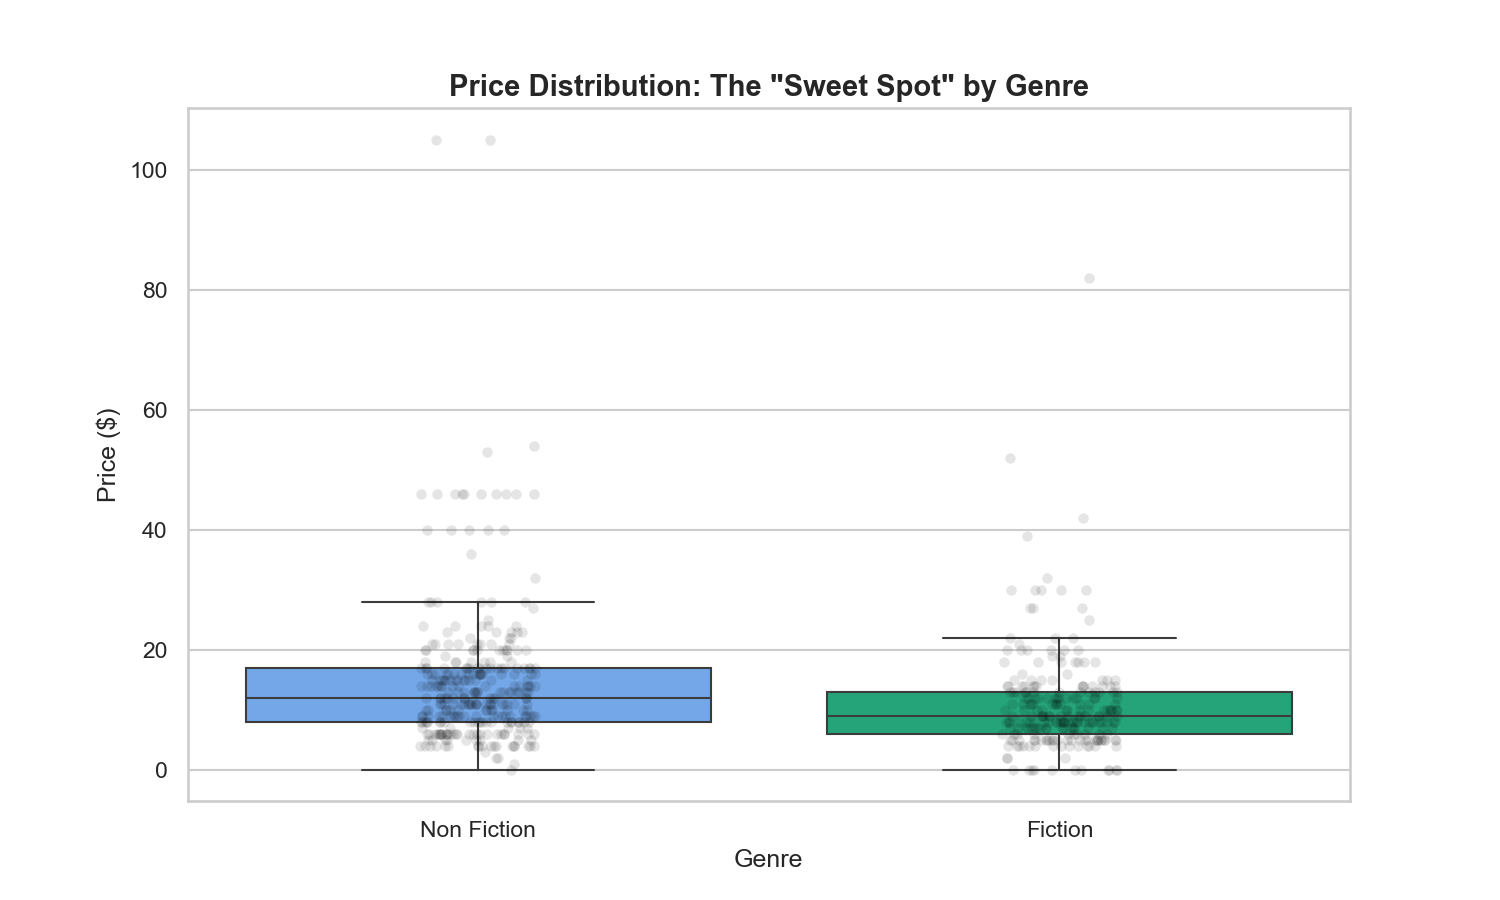 Price Distribution: The "Sweet Spot" by Genre
100
80
60
40
20
0
Price ($)
Non Fiction
Fiction
Genre